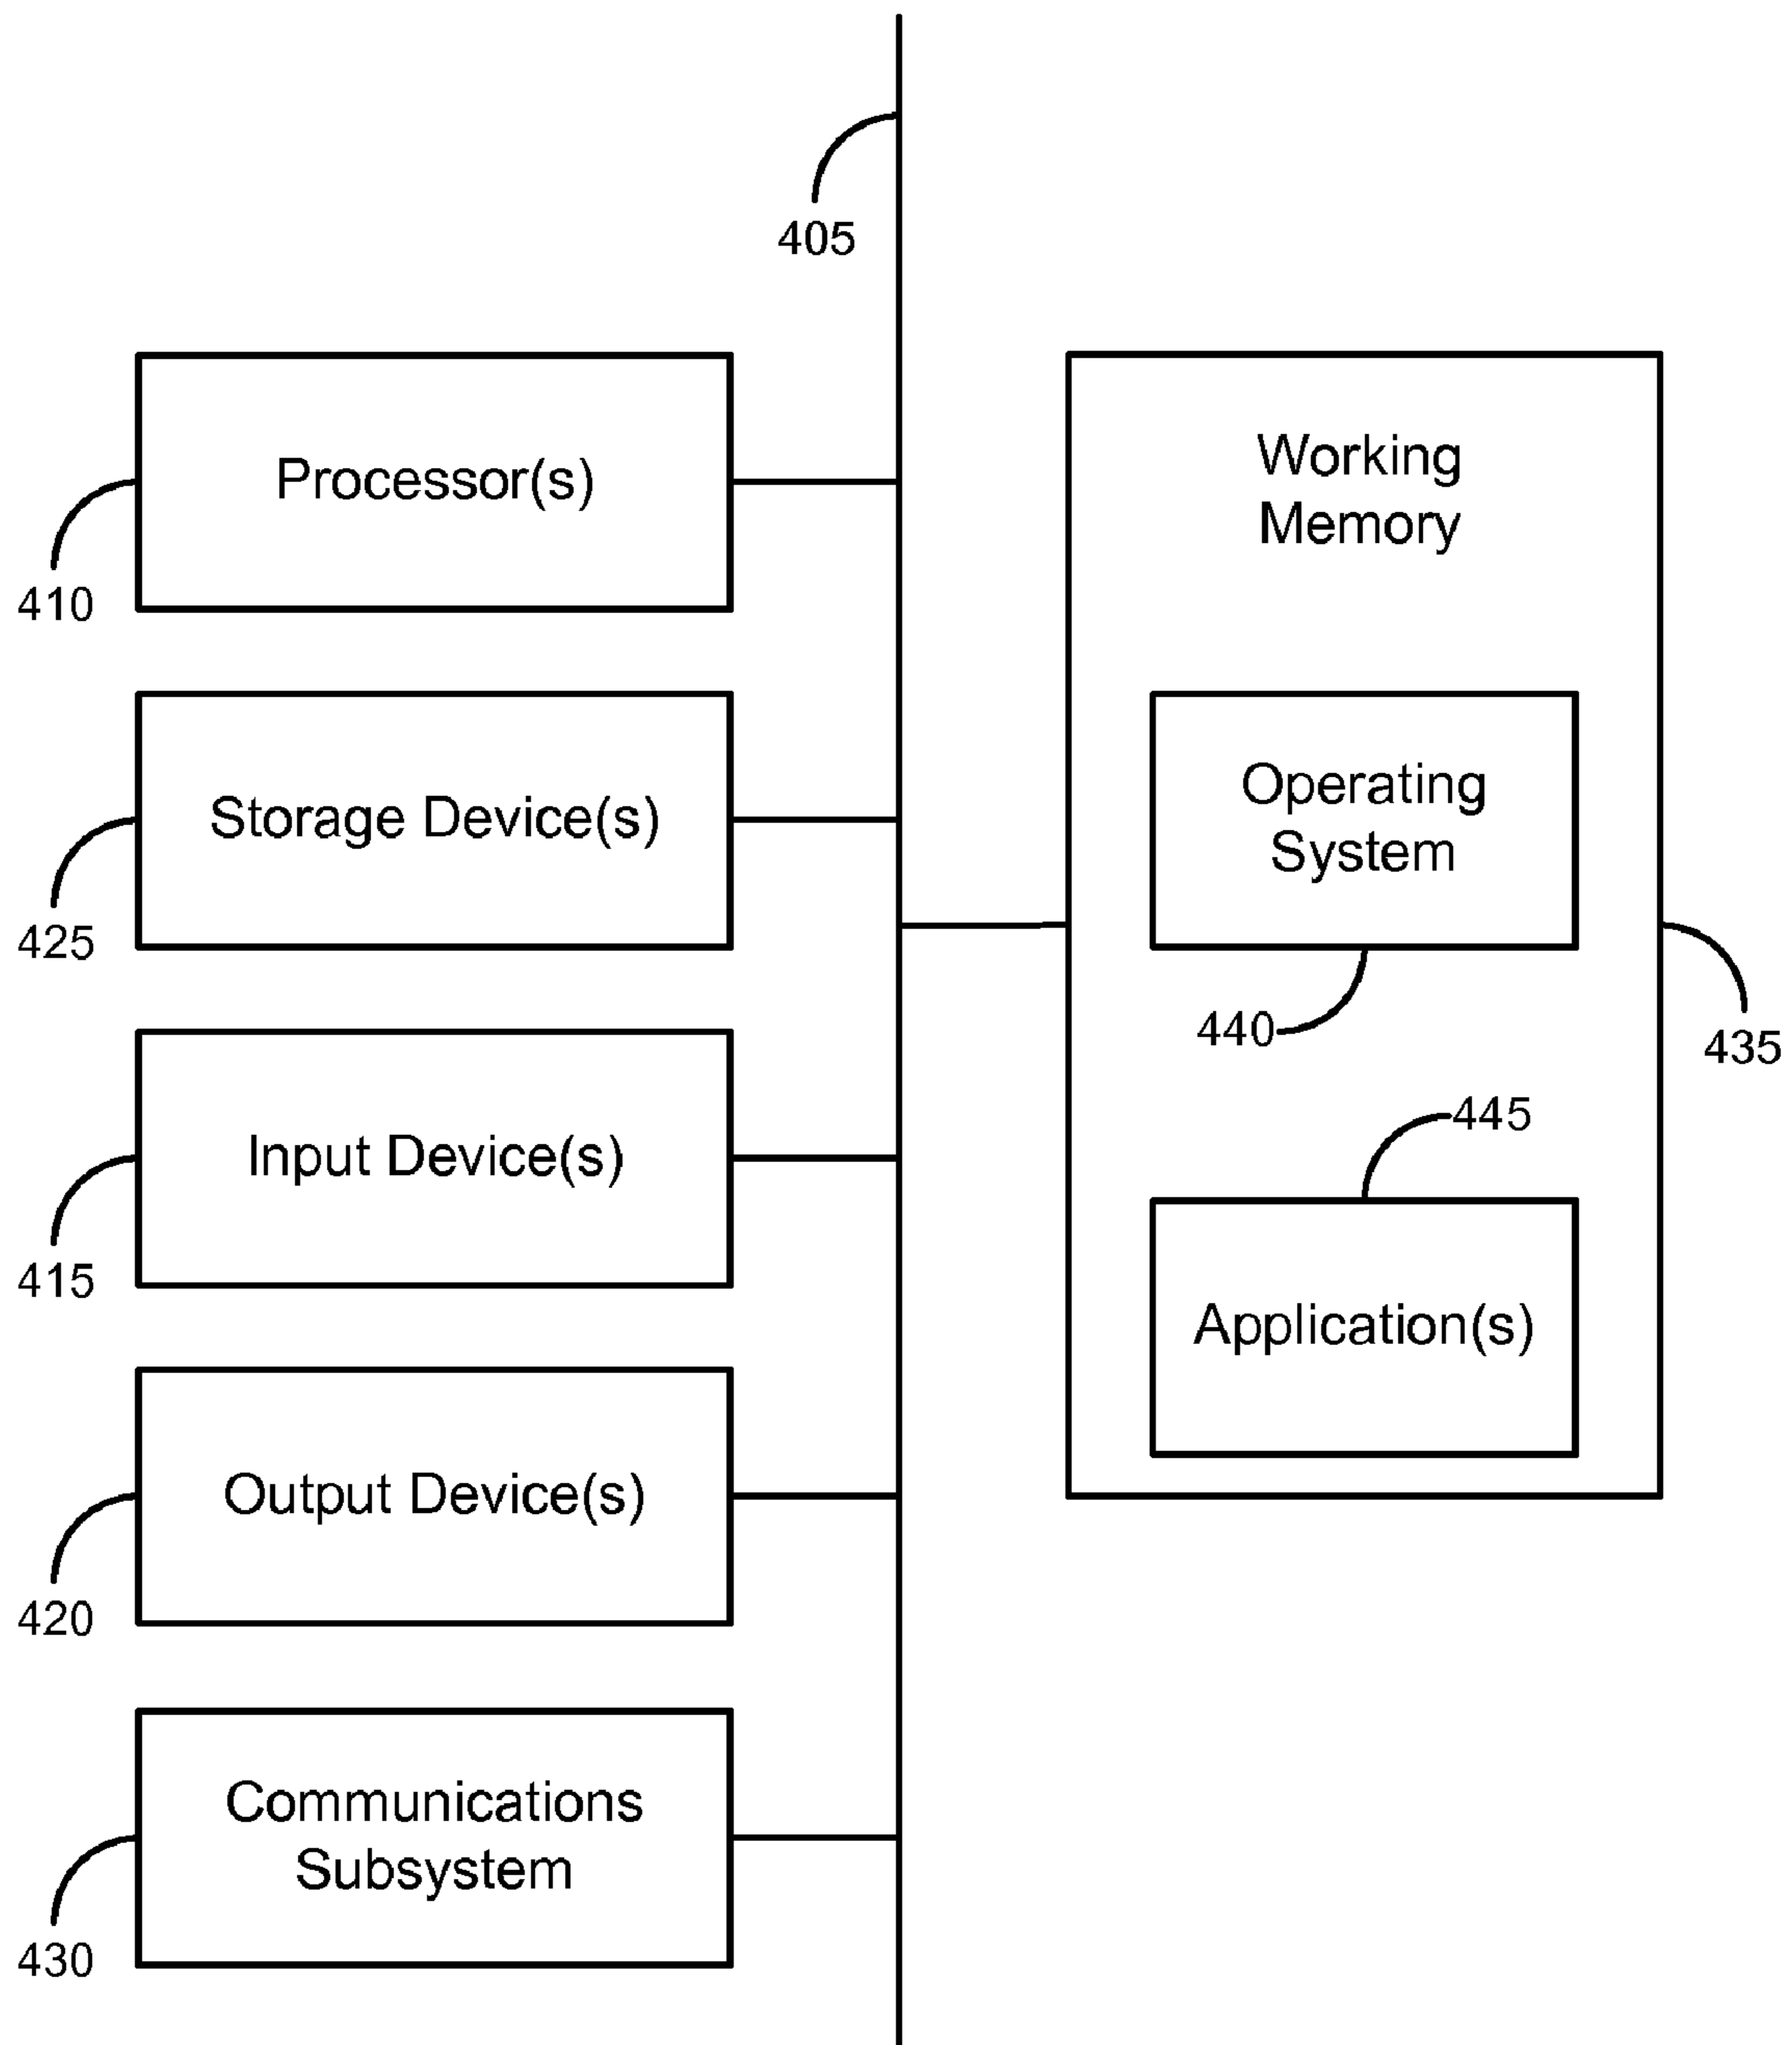 405
Processor(s)
410
Storage Device(s)
425
Input Device(s)
415
Output Device(s)
420
Communications
Subsystem
430
Working
Memory
Operating
System
440
435
445
Application(s)